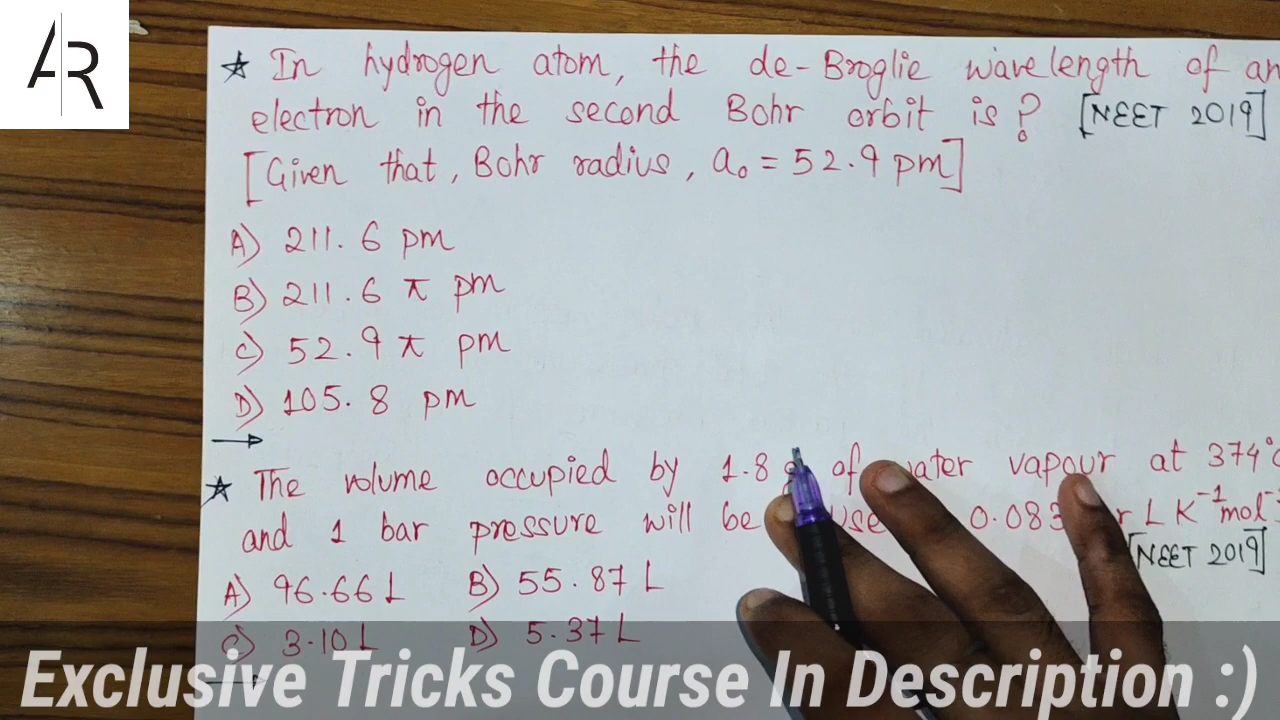 AR
★ In hydrogen atom, the de-Broglie wavelength of an
electron in the second Bohr orbit is? [NEET 2019]
[Given that, Bohr radius, a₀ = 52.9 pm]
A) 211.6 pm
B) 211.6 π pm
C) 52.9 π pm
D) 105.8 pm
★ The volume occupied by 1.8 of vapour at 374°
and 1 bar pressure will be 0.083 L K⁻¹ mol⁻
[NEET 2019]
A) 96.66 L B) 55.87 L
C) 3.10 L D) 5.37 L
Exclusive Tricks Course In Description :)